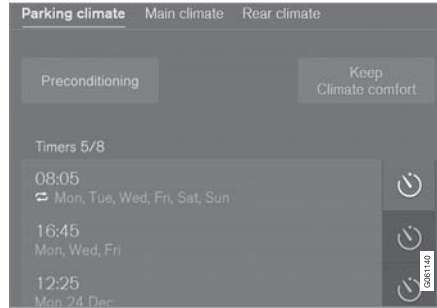 Parking climate Main climate Rear climate
Preconditioning
Keep
Climate comfort
Timers 5/8
08:05
Mon, Tue, Wed, Fri, Sat, Sun
16:45
Mon, Wed, Fri
12:25
Mon 24 Dec
G061140